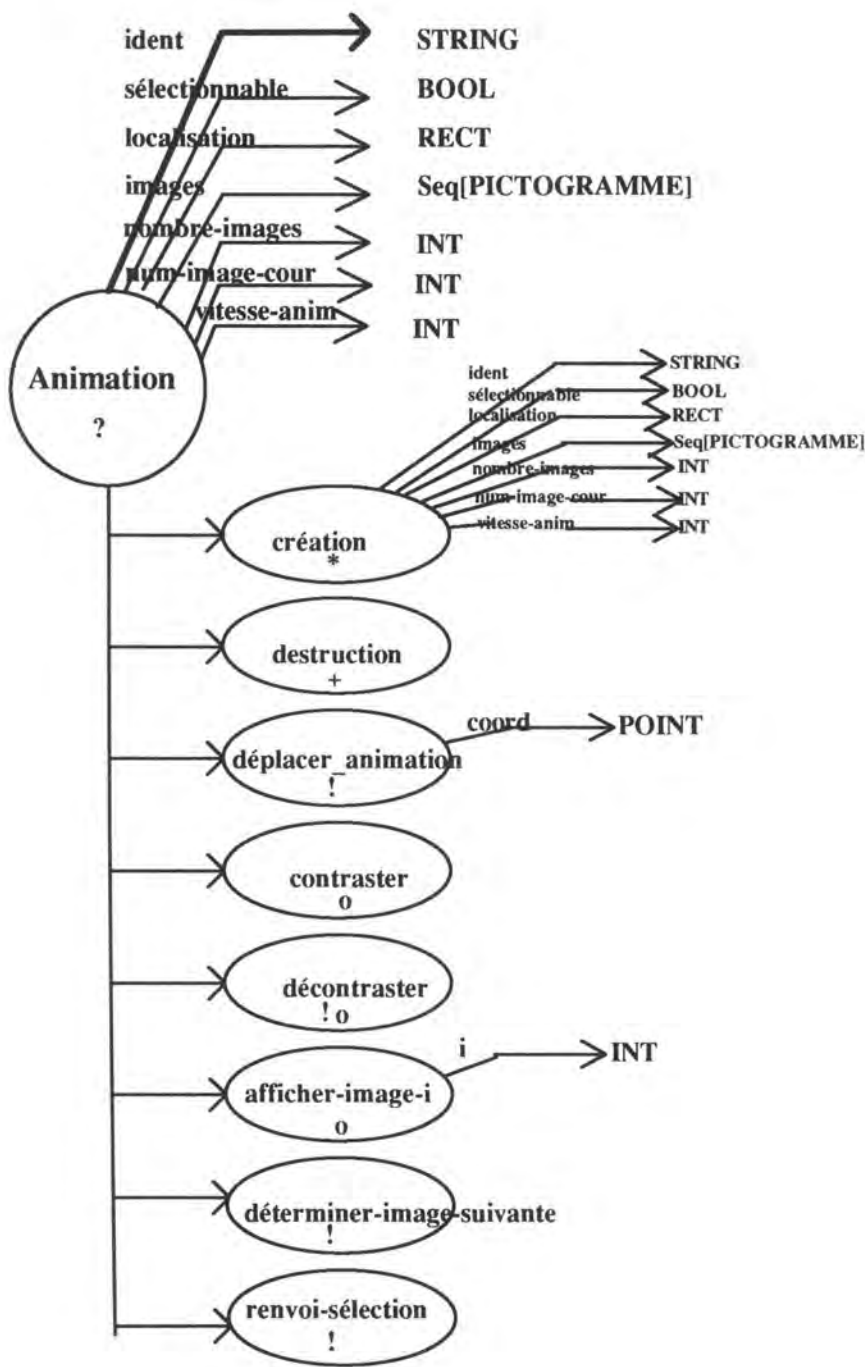 ident STRING
sélectionnable BOOL
localisation RECT
images Seq[PICTOGRAMME]
nombre-images INT
num-image-cour INT
vitesse-anim INT
Animation
?
ident STRING
sélectionnable BOOL
localisation RECT
images Seq[PICTOGRAMME]
nombre-images INT
num-image-cour INT
vitesse-anim INT
création
*
destruction
+
coord POINT
déplacer_animation
!
contraster
o
décontraster
! o
i INT
afficher-image-i
o
déterminer-image-suivante
!
renvoi-sélection
!